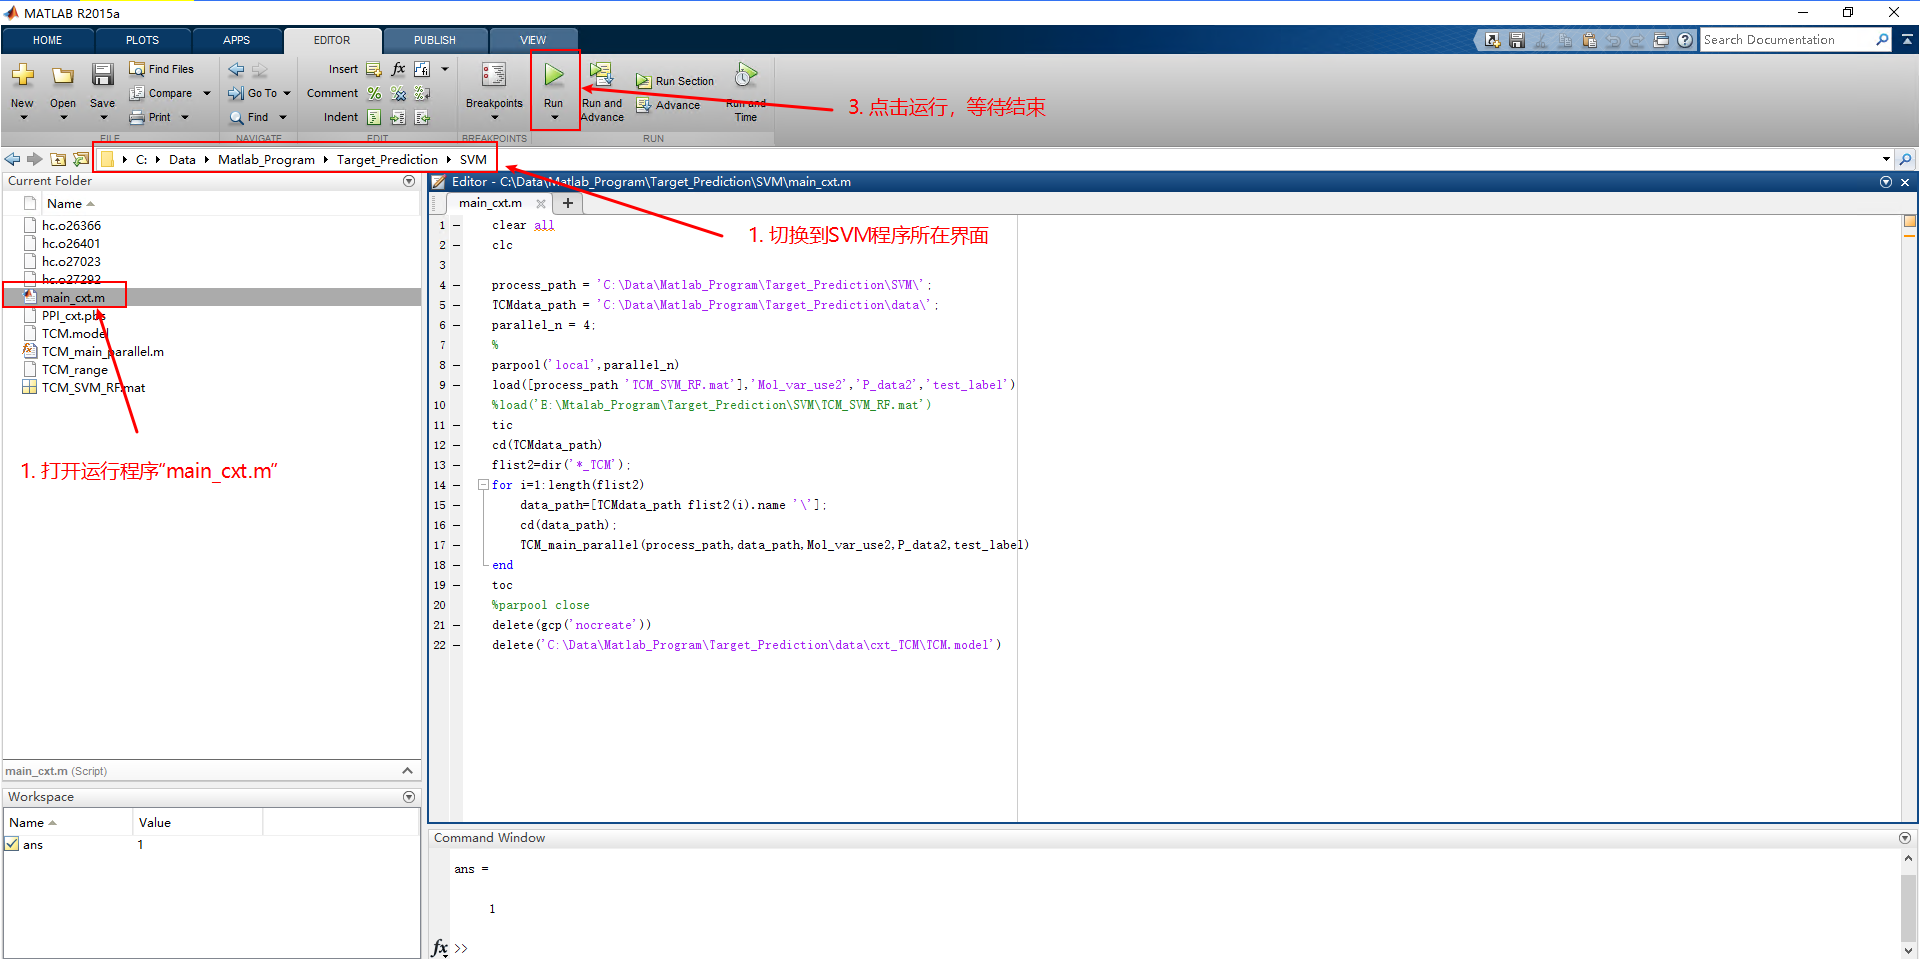 MATLAB R2015a
HOME PLOTS APPS EDITOR PUBLISH VIEW
Search Documentation
New Open Save Find Files Compare Print
FILE
Go To Find
NAVIGATE
Insert fx
Comment
Indent
EDIT
Breakpoints
BREAKPOINTS
Run Run and Advance Run Section Advance Run and Time
RUN
3. 点击运行，等待结束
C: Data Matlab_Program Target_Prediction SVM
Current Folder
Name
hc.o26366
hc.o26401
hc.o27023
hc.o27292
main_cxt.m
PPI_cxt.pbs
TCM.model
TCM_main_parallel.m
TCM_range
TCM_SVM_RF.mat
1. 打开运行程序“main_cxt.m”
main_cxt.m (Script)
Workspace
Name Value
ans 1
Editor - C:\Data\Matlab_Program\Target_Prediction\SVM\main_cxt.m
main_cxt.m
1. 切换到SVM程序所在界面
1 clear all
2 clc
3
4 process_path = 'C:\Data\Matlab_Program\Target_Prediction\SVM\';
5 TCMdata_path = 'C:\Data\Matlab_Program\Target_Prediction\data\';
6 parallel_n = 4;
7 %
8 parpool('local',parallel_n)
9 load([process_path 'TCM_SVM_RF.mat'],'Mol_var_use2','P_data2','test_label')
10 %load('E:\Mtalab_Program\Target_Prediction\SVM\TCM_SVM_RF.mat')
11 tic
12 cd(TCMdata_path)
13 flist2=dir('*_TCM');
14 for i=1:length(flist2)
15 data_path=[TCMdata_path flist2(i).name '\'];
16 cd(data_path);
17 TCM_main_parallel(process_path,data_path,Mol_var_use2,P_data2,test_label)
18 end
19 toc
20 %parpool close
21 delete(gcp('nocreate'))
22 delete('C:\Data\Matlab_Program\Target_Prediction\data\cxt_TCM\TCM.model')
Command Window
ans =
1
fx >>